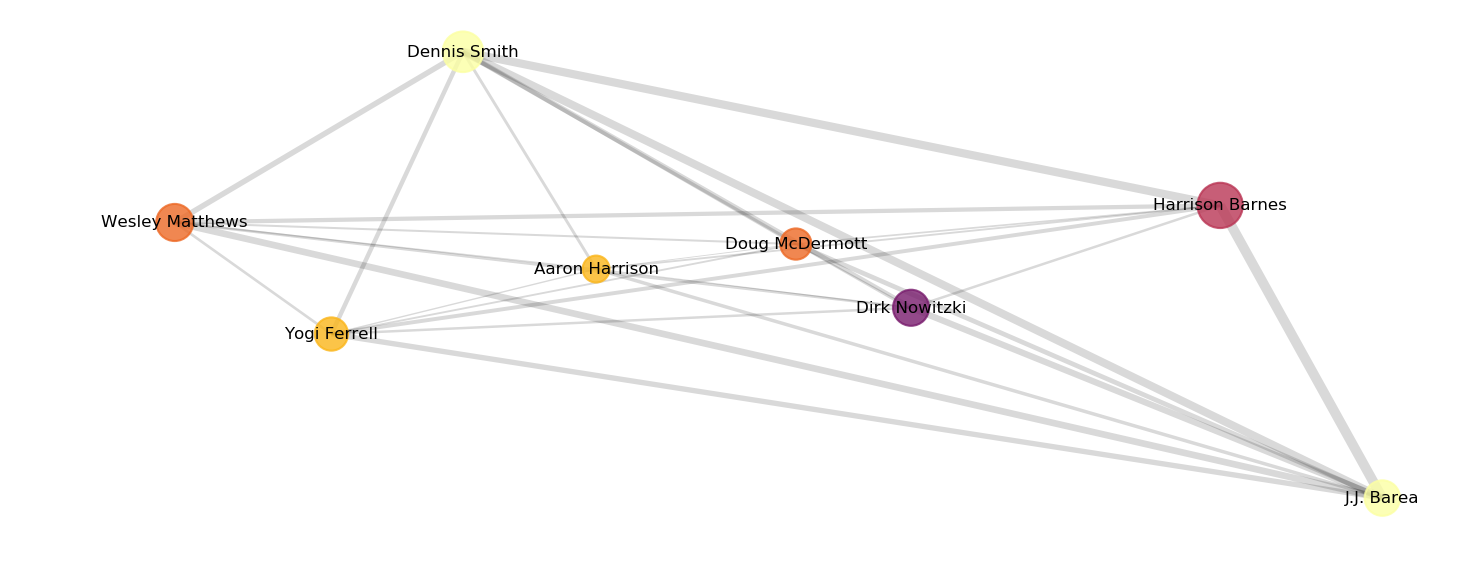 Dennis Smith
Harrison Barnes
Wesley Matthews
Doug McDermott
Aaron Harrison
Dirk Nowitzki
Yogi Ferrell
J.J. Barea